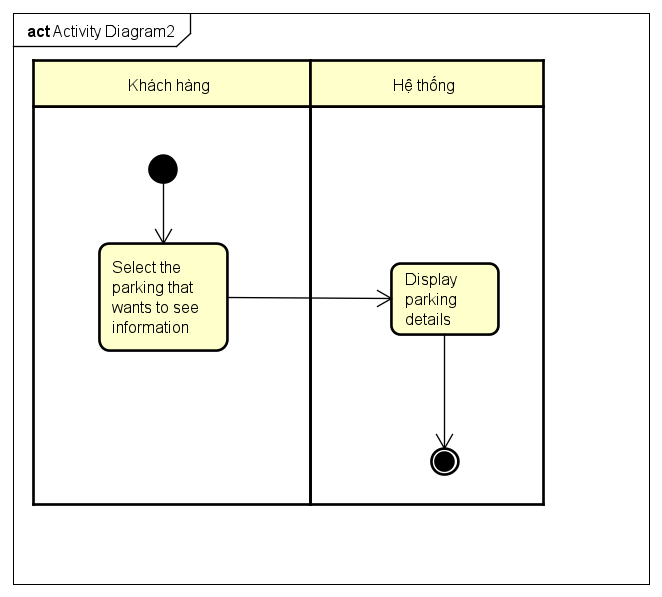 act Activity Diagram2
Khách hàng
Hệ thống
Select the
parking that
wants to see
information
Display
parking
details